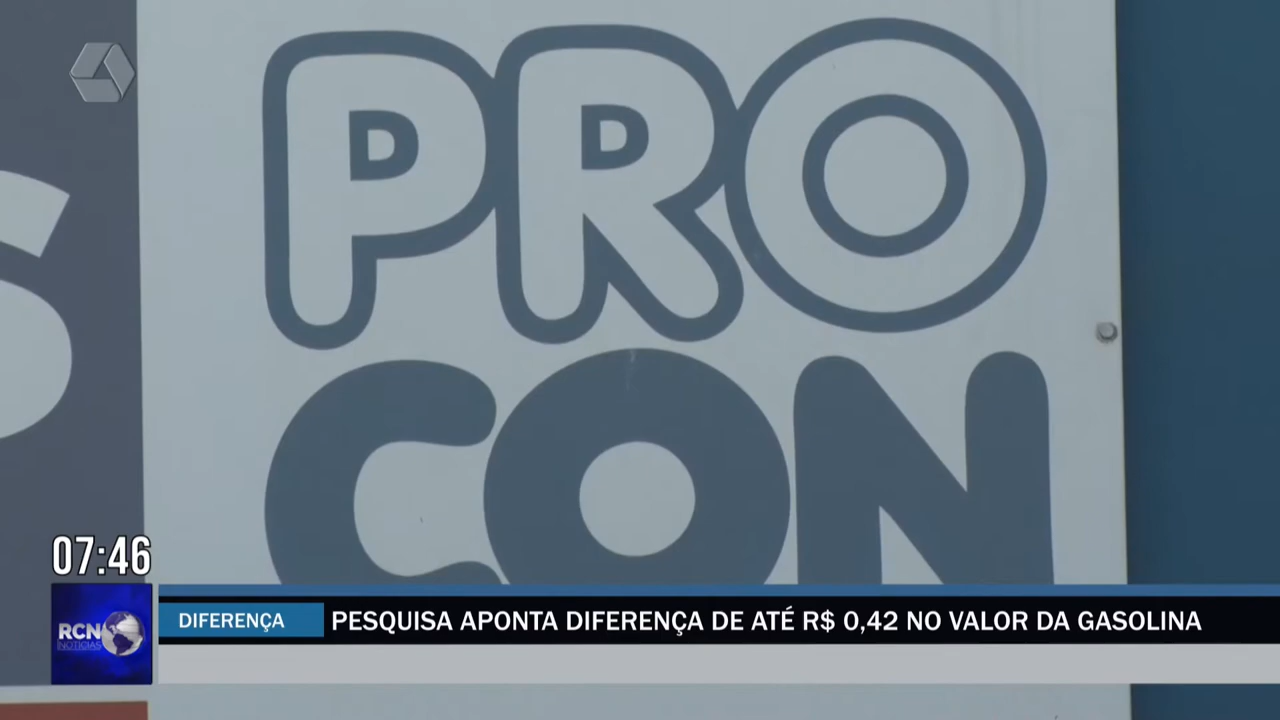 PRO
CON
07:46
RCN
NOTÍCIAS
DIFERENÇA
PESQUISA APONTA DIFERENÇA DE ATÉ R$ 0,42 NO VALOR DA GASOLINA